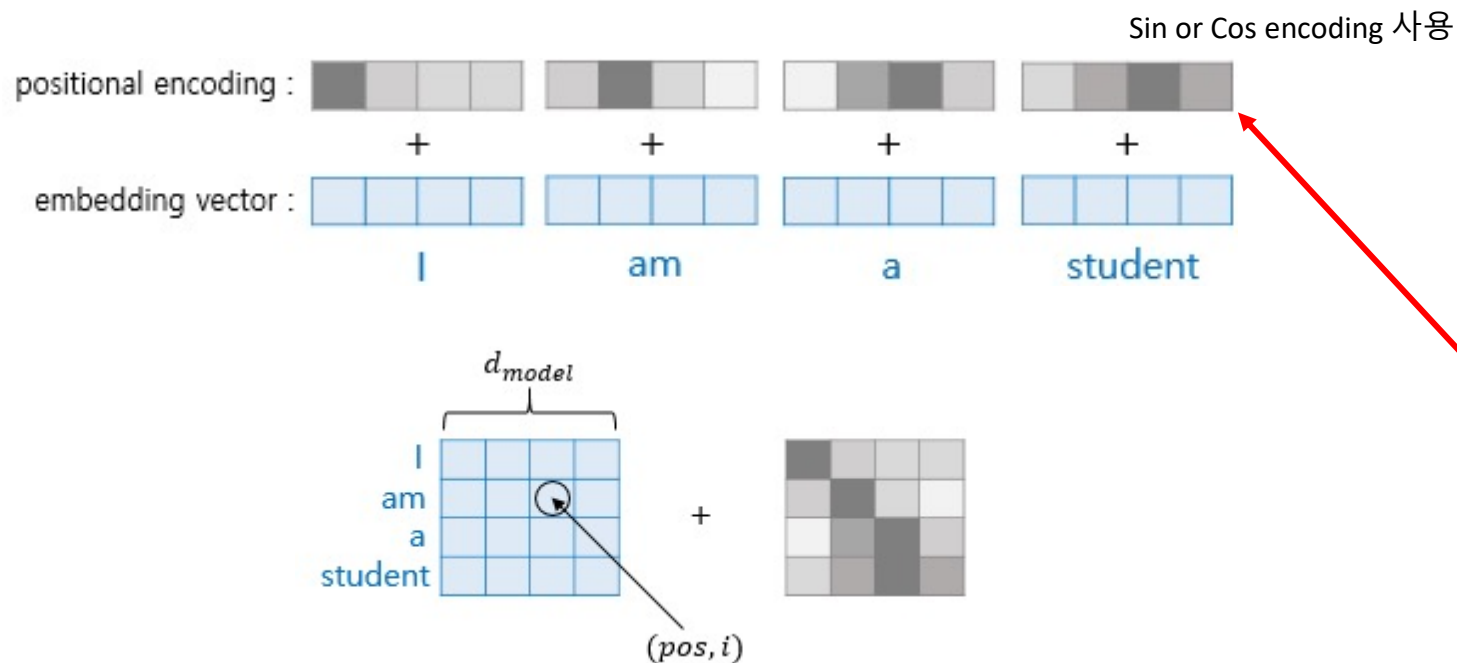 Sin or Cos encoding 사용
positional encoding :
+ + + +
embedding vector :
I am a student
d_model
I
am
+
a
student
(pos, i)